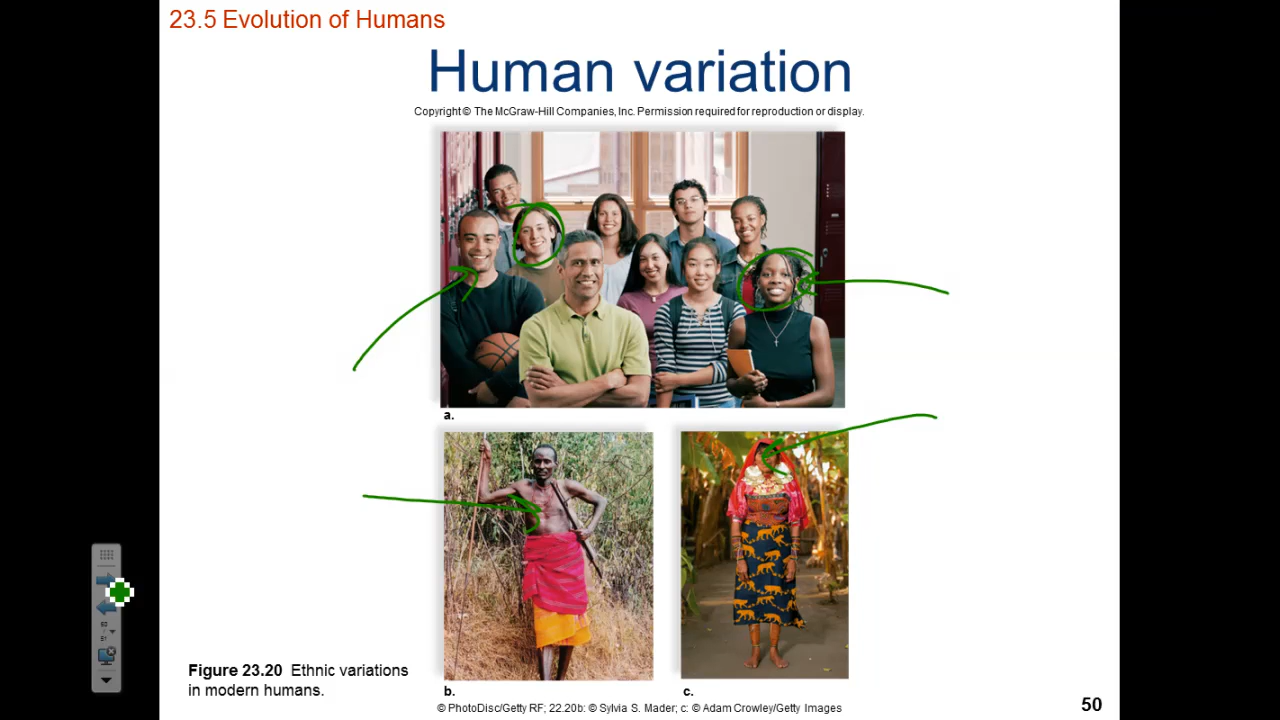 23.5 Evolution of Humans
Human variation
Copyright © The McGraw-Hill Companies, Inc. Permission required for reproduction or display.
a.
b.
c.
Figure 23.20 Ethnic variations
in modern humans.
© PhotoDisc/Getty RF; 22.20b: © Sylvia S. Mader; c: © Adam Crowley/Getty Images
50